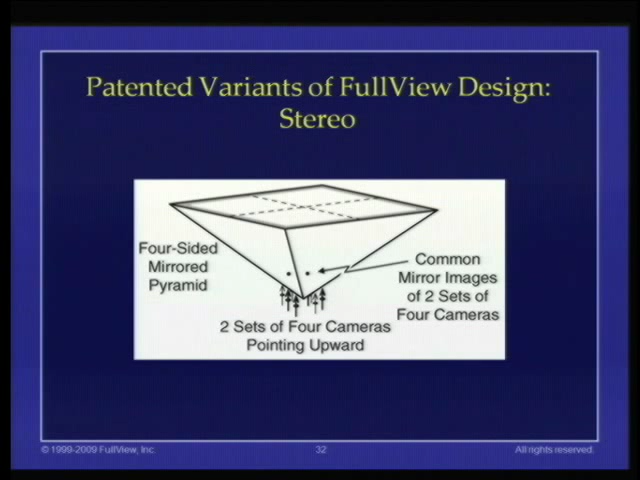 Patented Variants of FullView Design:
Stereo
Four-Sided
Mirrored
Pyramid
Common
Mirror Images
of 2 Sets of
Four Cameras
2 Sets of Four Cameras
Pointing Upward
© 1999-2009 FullView, Inc.
32
All rights reserved.